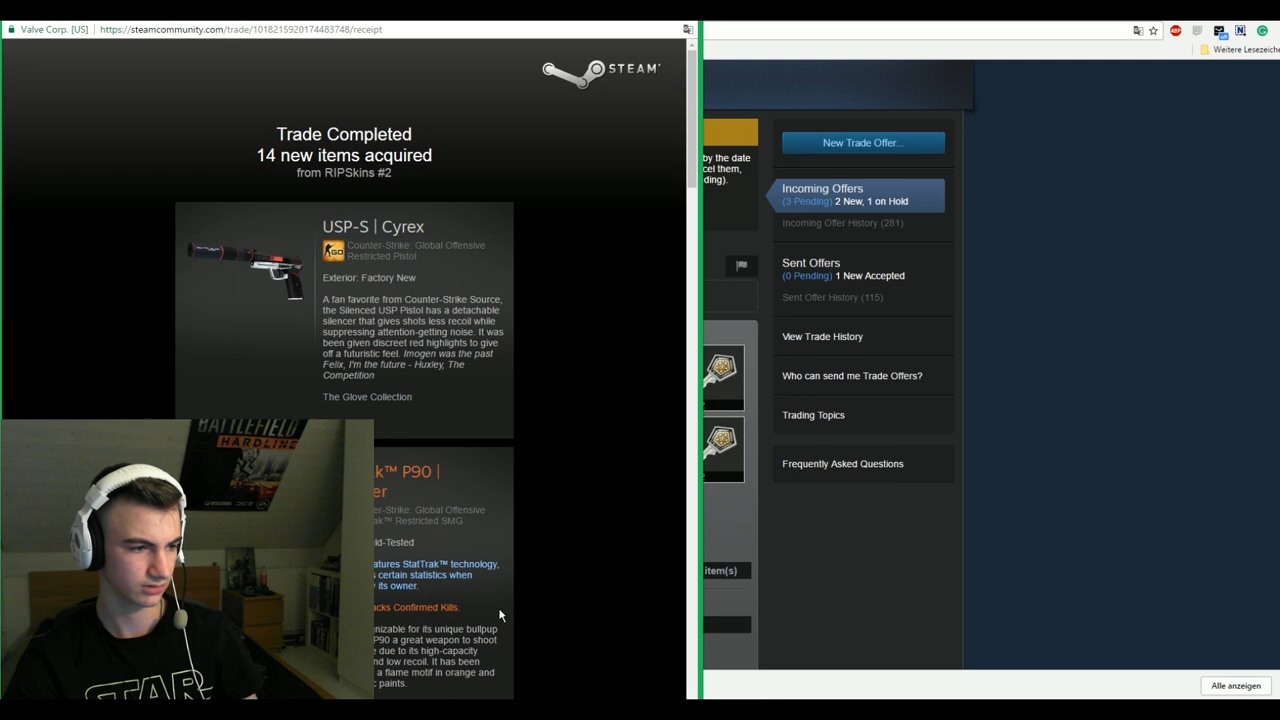 Valve Corp. [US]
https://steamcommunity.com/trade/1018215920174483748/receipt
STEAM
Trade Completed
14 new items acquired
from RIPSkins #2
USP-S | Cyrex
Counter-Strike: Global Offensive
Restricted Pistol
Exterior: Factory New
A fan favorite from Counter-Strike Source,
the Silenced USP Pistol has a detachable
silencer that gives shots less recoil while
suppressing attention-getting noise. It was
been given discreet red highlights to give
off a futuristic feel. Imogen was the past
Felix, I'm the future - Huxley, The
Competition
The Glove Collection
k™ P90 |
er
er-Strike: Global Offensive
ak™ Restricted SMG
ld-Tested
atures StatTrak™ technology,
s certain statistics when
y its owner.
acks Confirmed Kills.
nizable for its unique bullpup
P90 a great weapon to shoot
e due to its high-capacity
nd low recoil. It has been
a flame motif in orange and
c paints.
BATTLEFIELD
HARDLINE
STAR
ABP
Weitere Lesezeiche
by the date
cel them,
ding).
item(s)
New Trade Offer...
Incoming Offers
(3 Pending) 2 New, 1 on Hold
Incoming Offer History (281)
Sent Offers
(0 Pending) 1 New Accepted
Sent Offer History (115)
View Trade History
Who can send me Trade Offers?
Trading Topics
Frequently Asked Questions
Alle anzeigen